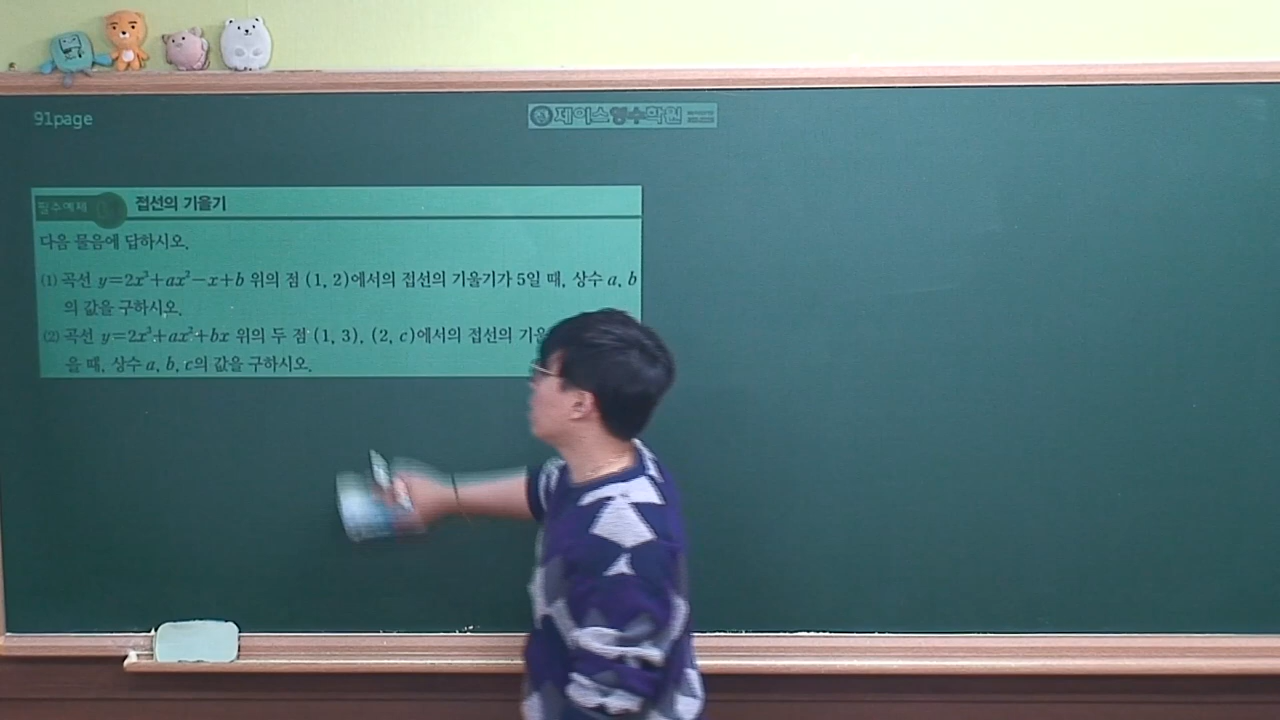 91page
제이스영수학원
필수예제
접선의 기울기
다음 물음에 답하시오.
(1) 곡선 y=2x³+ax²-x+b 위의 점 (1, 2)에서의 접선의 기울기가 5일 때, 상수 a, b
의 값을 구하시오.
(2) 곡선 y=2x³+ax²+bx 위의 두 점 (1, 3), (2, c)에서의 접선의 기울
을 때, 상수 a, b, c의 값을 구하시오.